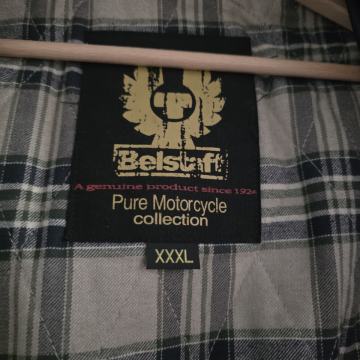 Belstaff
A genuine product since 1924
Pure Motorcycle
collection
XXXL